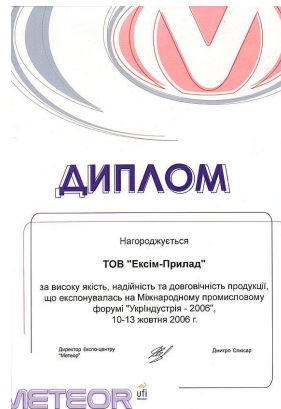 ДИПЛОМ
Нагороджується
ТОВ "Ексім-Прилад"
за високу якість, надійність та довговічність продукції,
що експонувалась на Міжнародному промисловому
форумі "УкрІндустрія - 2006",
10-13 жовтня 2006 г.
Директор Експо-центру
"Метеор"
Дмитро Слюсар
METEOR
ufi